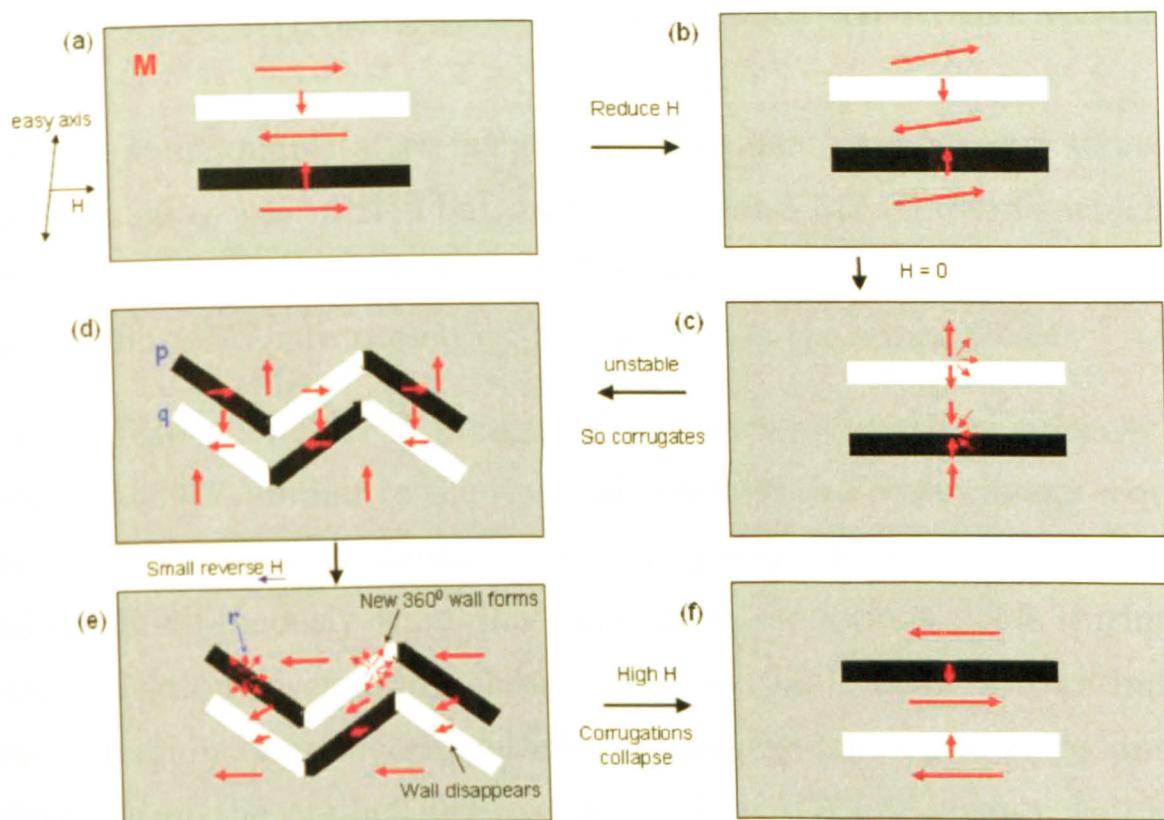 (a)
M
easy axis
H
(b)
Reduce H
H = 0
(d)
p
q
(c)
unstable
So corrugates
Small reverse H
(e)
r
New 360⁰ wall forms
Wall disappears
High H
Corrugations
collapse
(f)